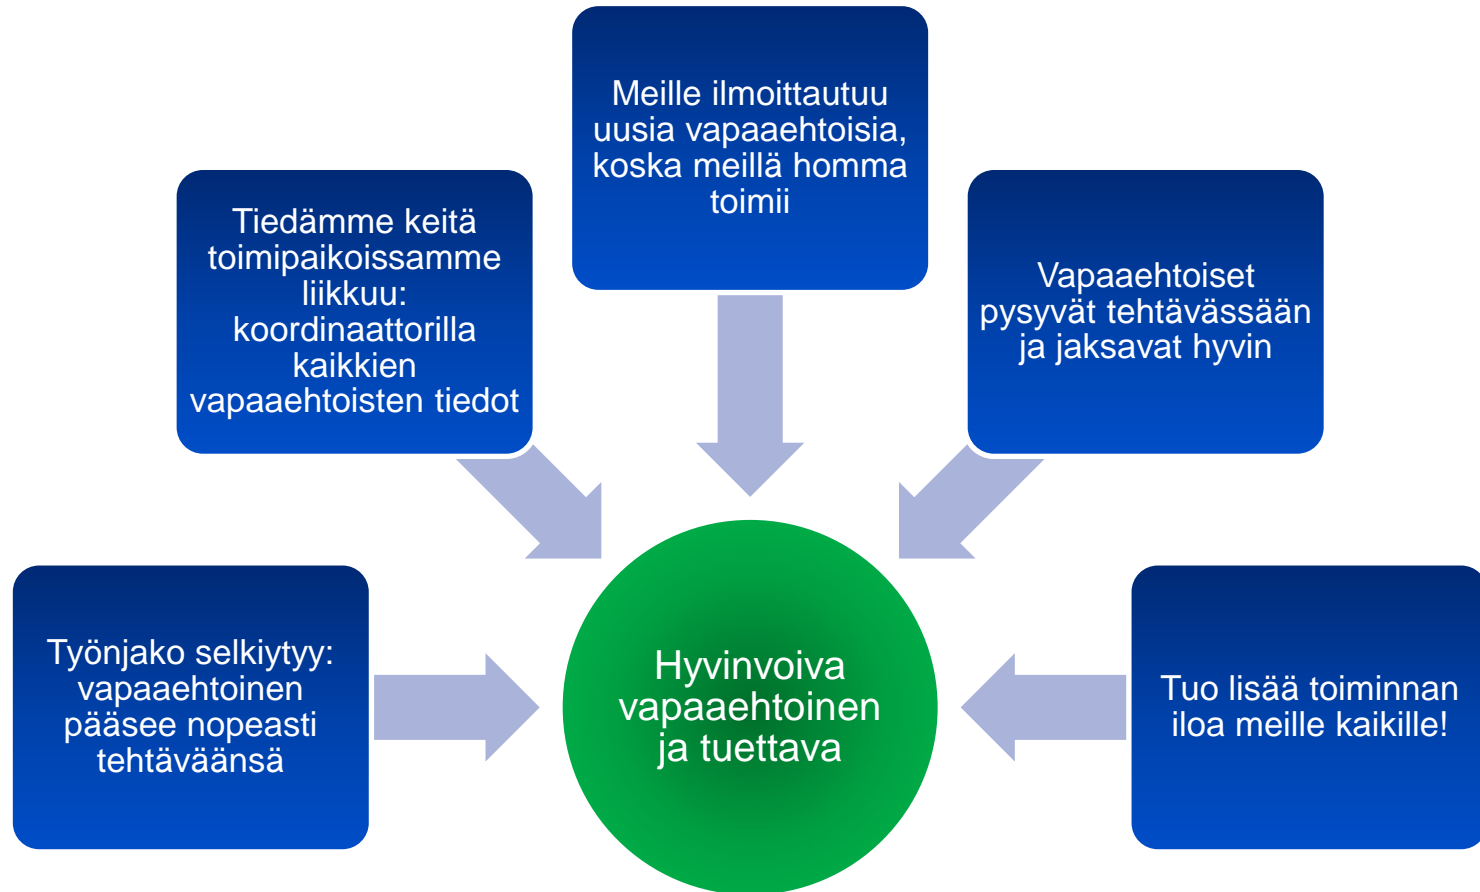 Meille ilmoittautuu
uusia vapaaehtoisia,
koska meillä homma
toimii
Tiedämme keitä
toimipaikoissamme
liikkuu:
koordinaattorilla
kaikkien
vapaaehtoisten tiedot
Vapaaehtoiset
pysyvät tehtävässään
ja jaksavat hyvin
Työnjako selkiytyy:
vapaaehtoinen
pääsee nopeasti
tehtäväänsä
Hyvinvoiva
vapaaehtoinen
ja tuettava
Tuo lisää toiminnan
iloa meille kaikille!